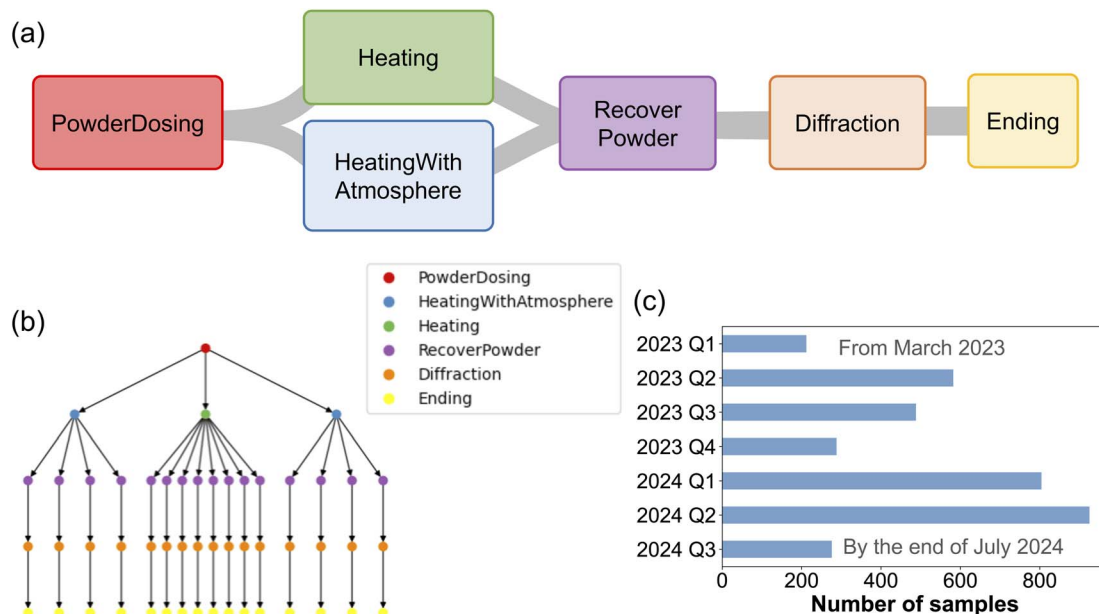 (a)
PowderDosing
Heating
HeatingWith
Atmosphere
Recover
Powder
Diffraction
Ending
(b)
PowderDosing
HeatingWithAtmosphere
Heating
RecoverPowder
Diffraction
Ending
(c)
2023 Q1
From March 2023
2023 Q2
2023 Q3
2023 Q4
2024 Q1
2024 Q2
2024 Q3
By the end of July 2024
0 200 400 600 800
Number of samples